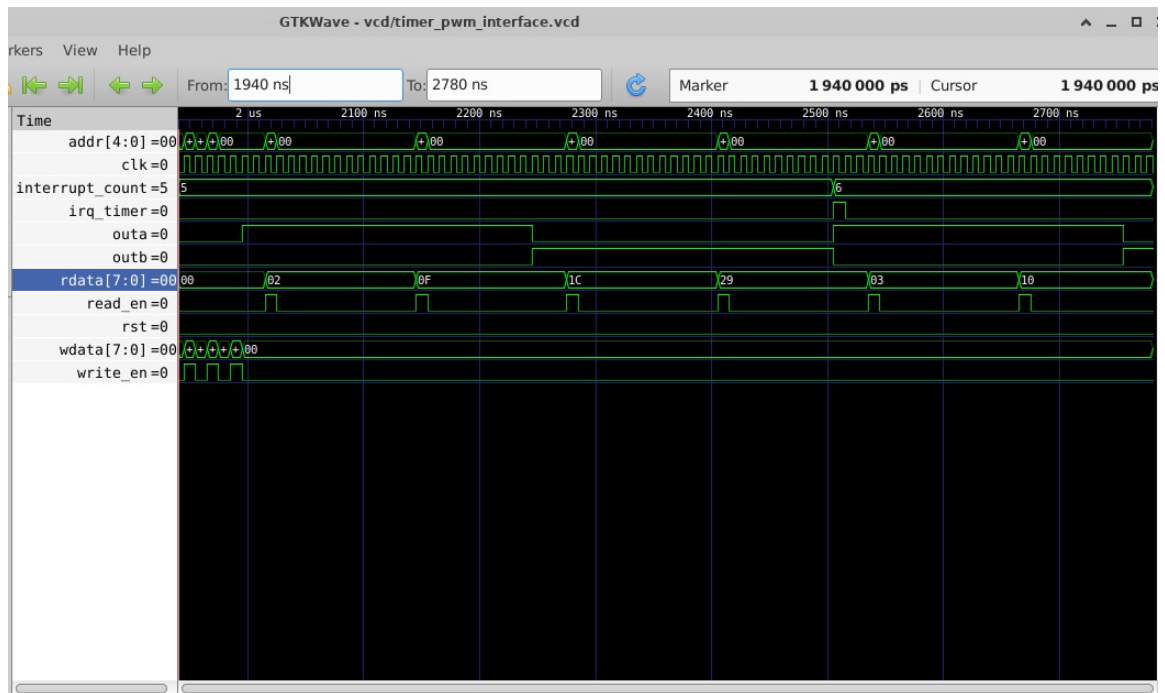 GTKWave - vcd/timer_pwm_interface.vcd
rkers View Help
From: 1940 ns To: 2780 ns Marker 1 940 000 ps | Cursor 1 940 000 ps
Time 2 us 2100 ns 2200 ns 2300 ns 2400 ns 2500 ns 2600 ns 2700 ns
addr[4:0] =00 + + + 00 + 00 + 00 + 00 + 00 + 00 + 00
clk =0
interrupt_count =5 5 6
irq_timer =0
outa =0
outb =0
rdata[7:0] =00 00 02 0F 1C 29 03 10
read_en =0
rst =0
wdata[7:0] =00 + + + + + 00
write_en =0